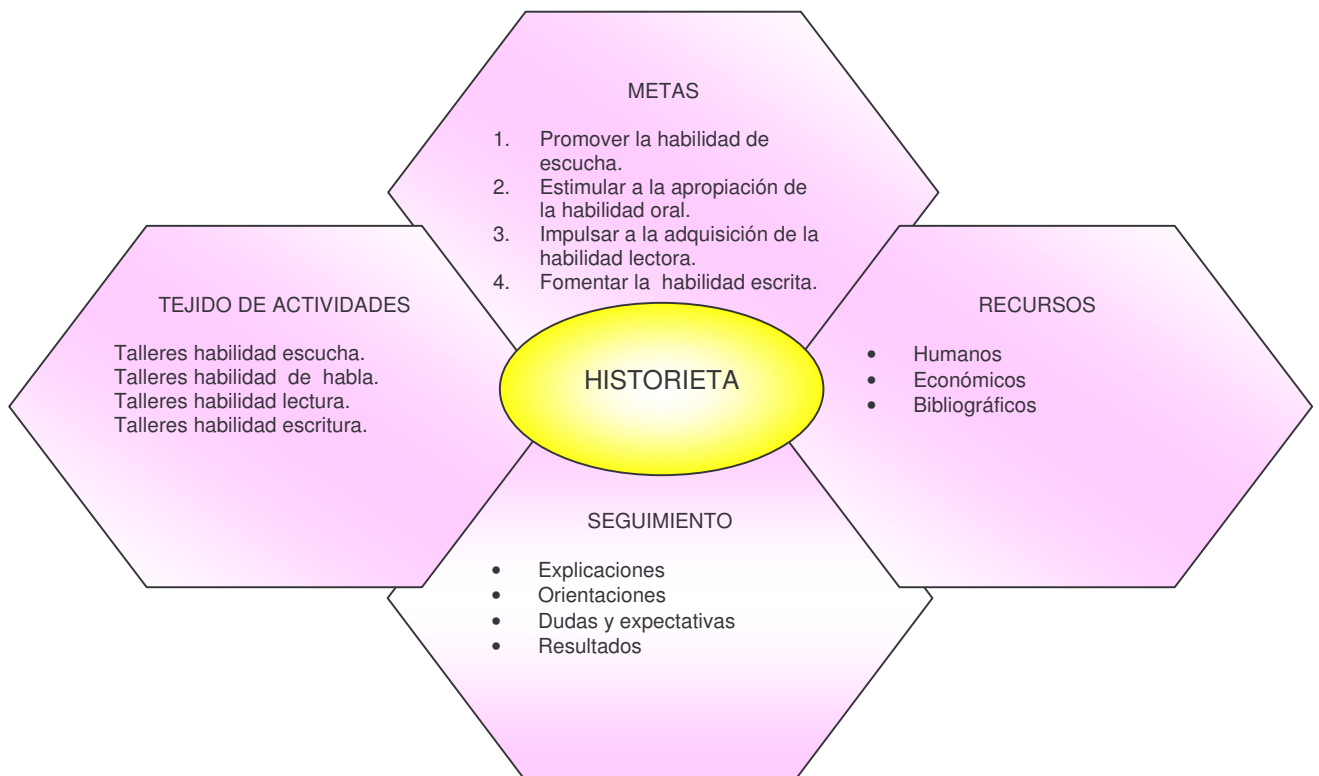 METAS
1. Promover la habilidad de
escucha.
2. Estimular a la apropiación de
la habilidad oral.
3. Impulsar a la adquisición de la
habilidad lectora.
4. Fomentar la habilidad escrita.
TEJIDO DE ACTIVIDADES
Talleres habilidad escucha.
Talleres habilidad de habla.
Talleres habilidad lectura.
Talleres habilidad escritura.
HISTORIETA
RECURSOS
• Humanos
• Económicos
• Bibliográficos
SEGUIMIENTO
• Explicaciones
• Orientaciones
• Dudas y expectativas
• Resultados